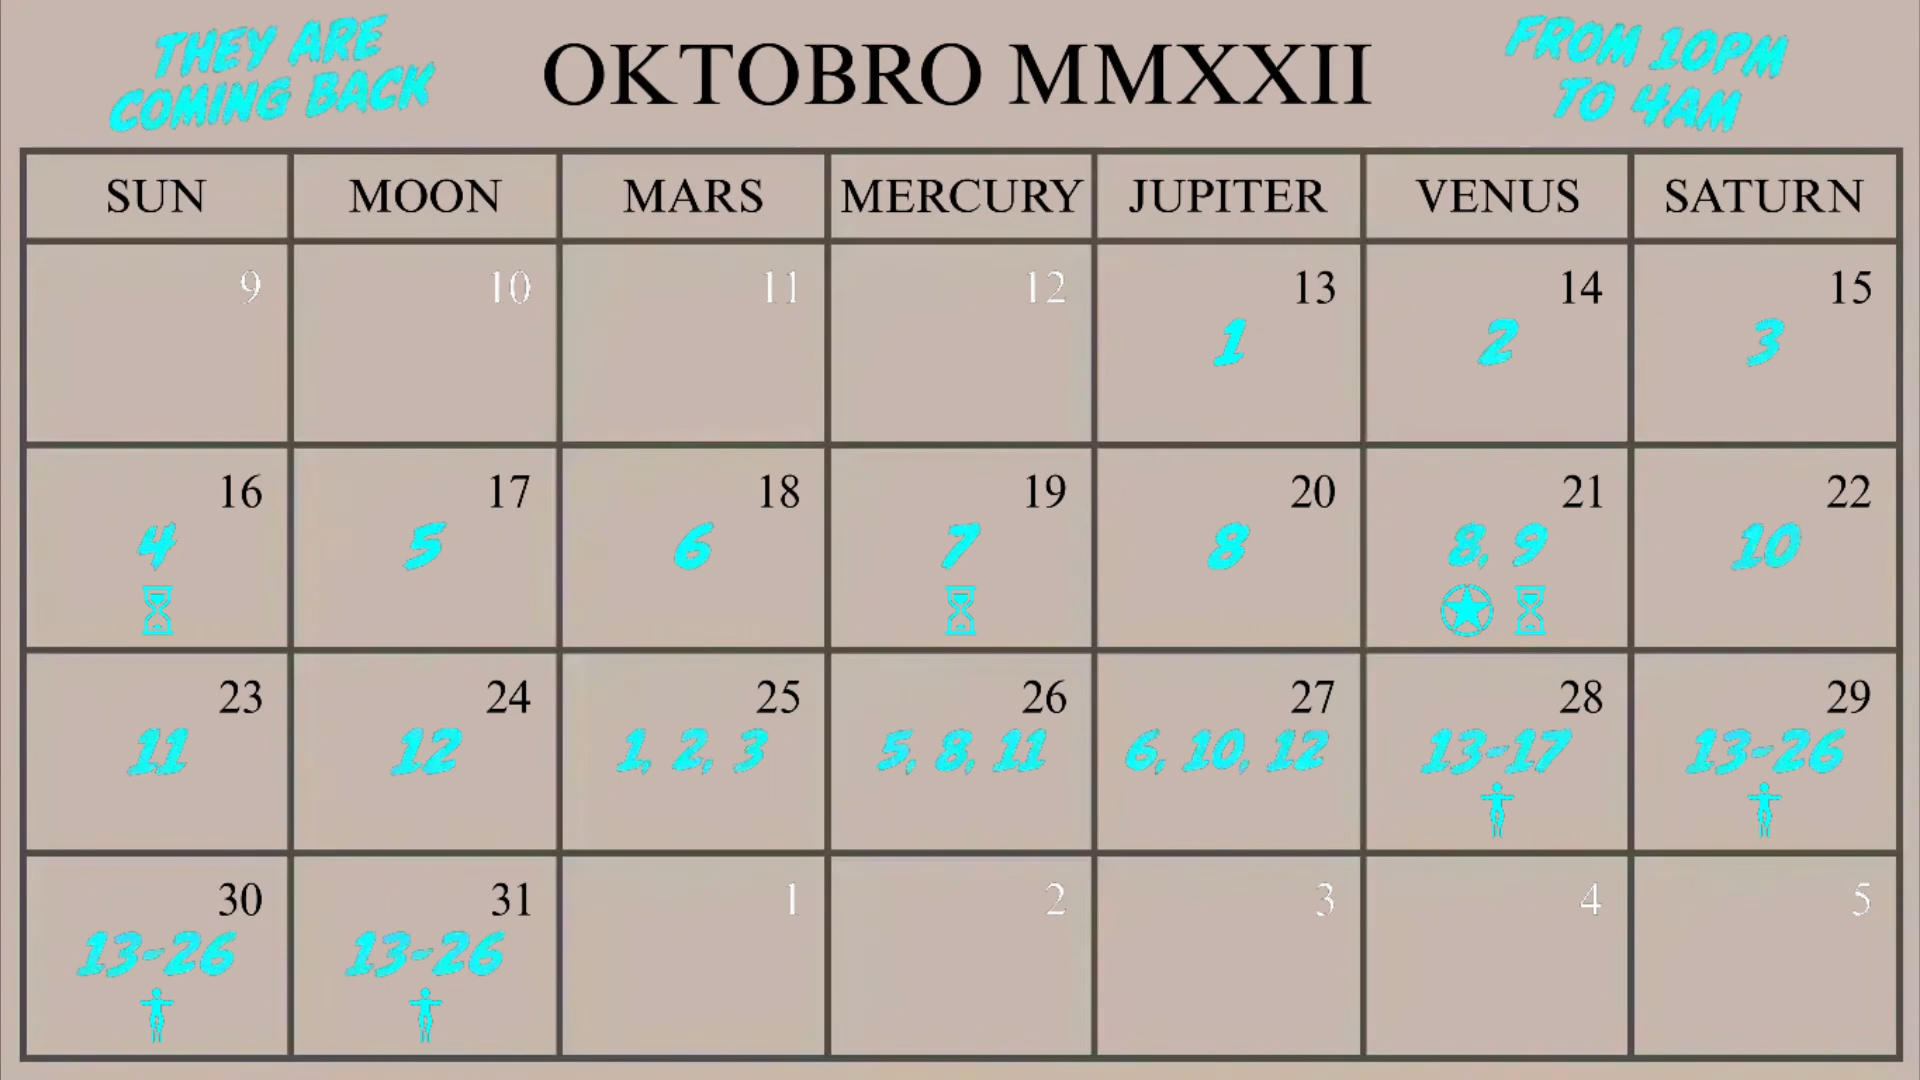 THEY ARE
COMING BACK
OKTOBRO MMXXII
FROM 10PM
TO 4AM
SUN MOON MARS MERCURY JUPITER VENUS SATURN
9 10 11 12 13 14 15
1 2 3
16 17 18 19 20 21 22
4 5 6 7 8 8, 9 10
23 24 25 26 27 28 29
11 12 1, 2, 3 5, 8, 11 6, 10, 12 13-17 13-26
30 31 1 2 3 4 5
13-26 13-26